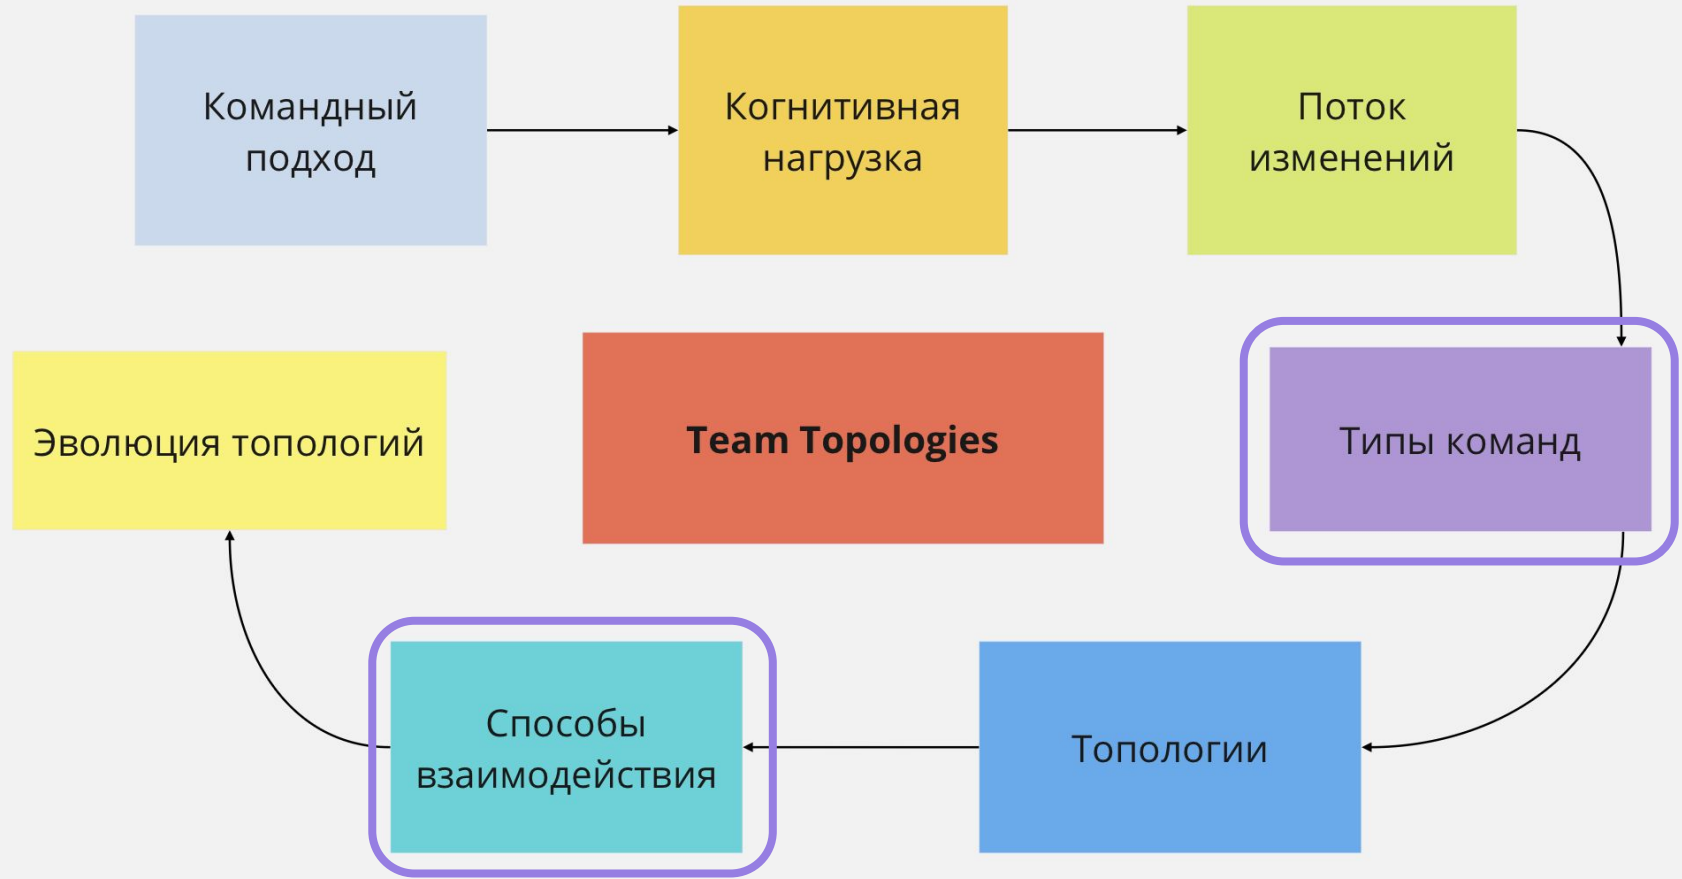 Командный
подход
Когнитивная
нагрузка
Поток
изменений
Эволюция топологий
Team Topologies
Типы команд
Способы
взаимодействия
Топологии